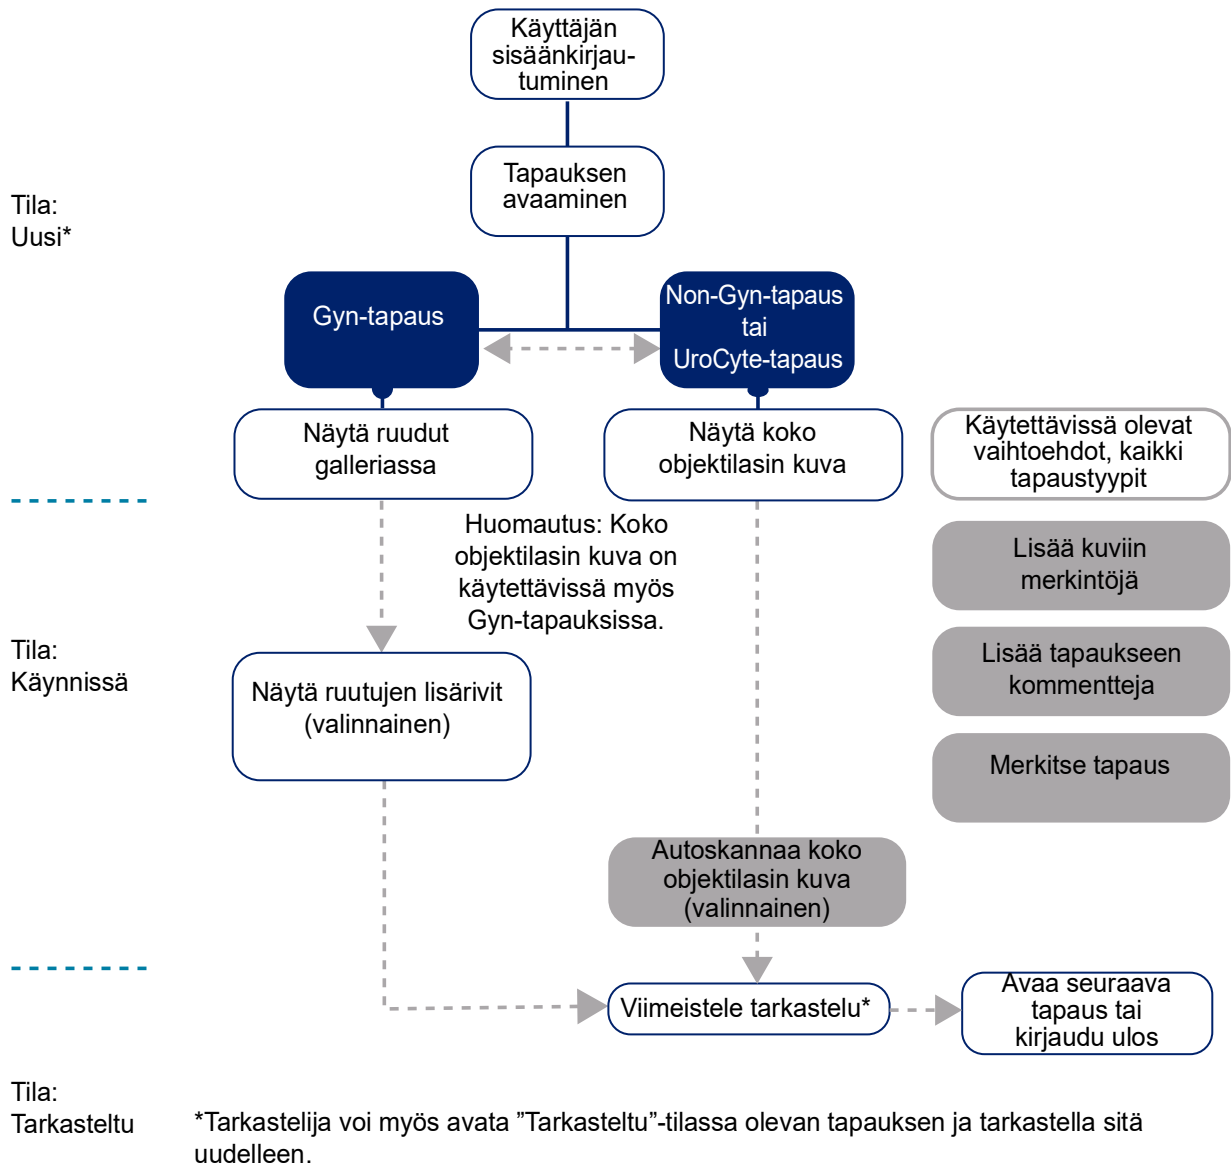 Käyttäjän
sisäänkirjau-
tuminen
Tapauksen
avaaminen
Tila:
Uusi*
Gyn-tapaus
Non-Gyn-tapaus
tai
UroCyte-tapaus
Näytä ruudut
galleriassa
Näytä koko
objektilasin kuva
Käytettävissä olevat
vaihtoehdot, kaikki
tapaustyypit
Huomautus: Koko
objektilasin kuva on
käytettävissä myös
Gyn-tapauksissa.
Lisää kuviin
merkintöjä
Tila:
Käynnissä
Näytä ruutujen lisärivit
(valinnainen)
Lisää tapaukseen
kommentteja
Merkitse tapaus
Autoskannaa koko
objektilasin kuva
(valinnainen)
Viimeistele tarkastelu*
Avaa seuraava
tapaus tai
kirjaudu ulos
Tila:
Tarkasteltu
*Tarkastelija voi myös avata ”Tarkasteltu”-tilassa olevan tapauksen ja tarkastella sitä
uudelleen.